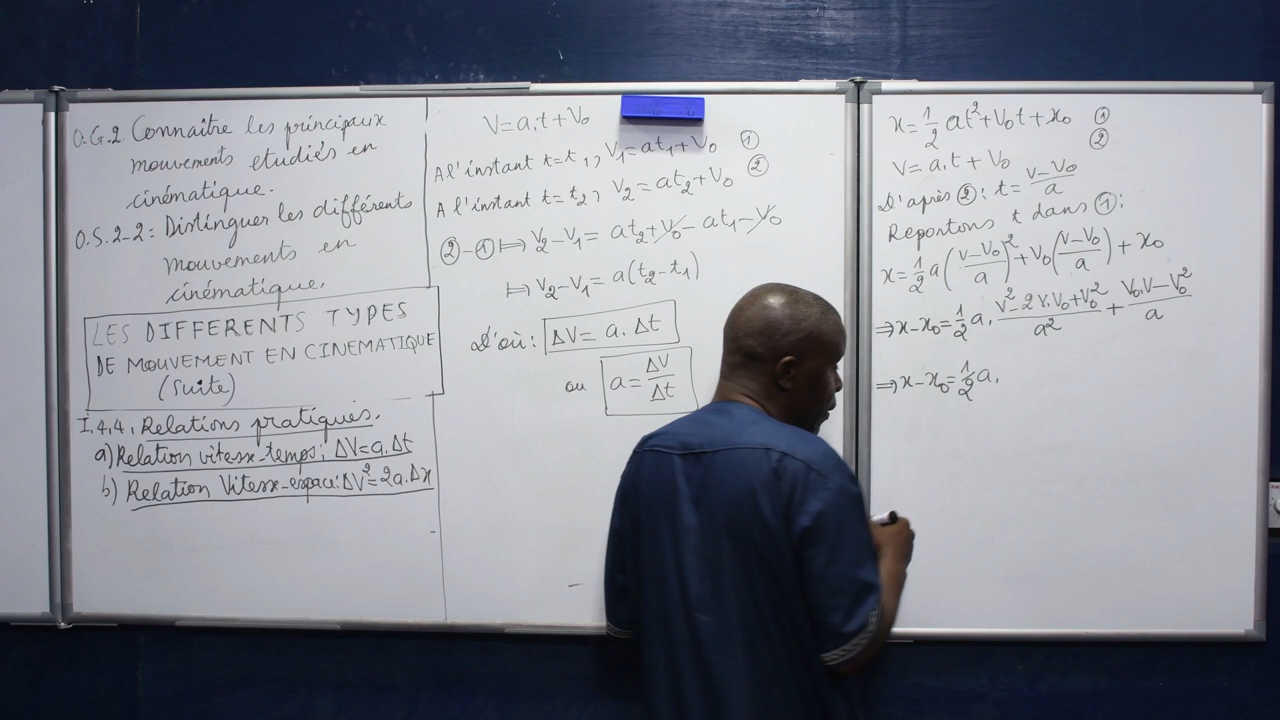 O.G.2. Connaître les principaux
mouvements etudiés en
cinématique.
O.S.2-2: Distinguer les différents
mouvements en
cinématique.
LES DIFFERENTS TYPES
DE MOUVEMENT EN CINEMATIQUE
(Suite)
I.4.4. Relations pratiques.
a) Relation vitesse-temps: ΔV=a.Δt
b) Relation Vitesse-espace: ΔV²=2a.Δx
V=a.t+V₀
A l'instant t=t₁, V₁=at₁+V₀ ①
A l'instant t=t₂, V₂=at₂+V₀ ②
②-① ⟼ V₂-V₁= at₂+V₀-at₁-V₀
⟼ V₂-V₁= a(t₂-t₁)
D'où: ΔV= a.Δt
ou a=ΔV/Δt
x=1/2 at²+V₀t+x₀ ①
V=a.t+V₀ ②
D'après ②: t=(V-V₀)/a
Reportons t dans ①:
x=1/2 a((V-V₀)/a)²+V₀((V-V₀)/a)+x₀
⇒x-x₀=1/2 a.(V²-2V.V₀+V₀²)/a²+(V₀.V-V₀²)/a
⇒x-x₀=1/2 a.